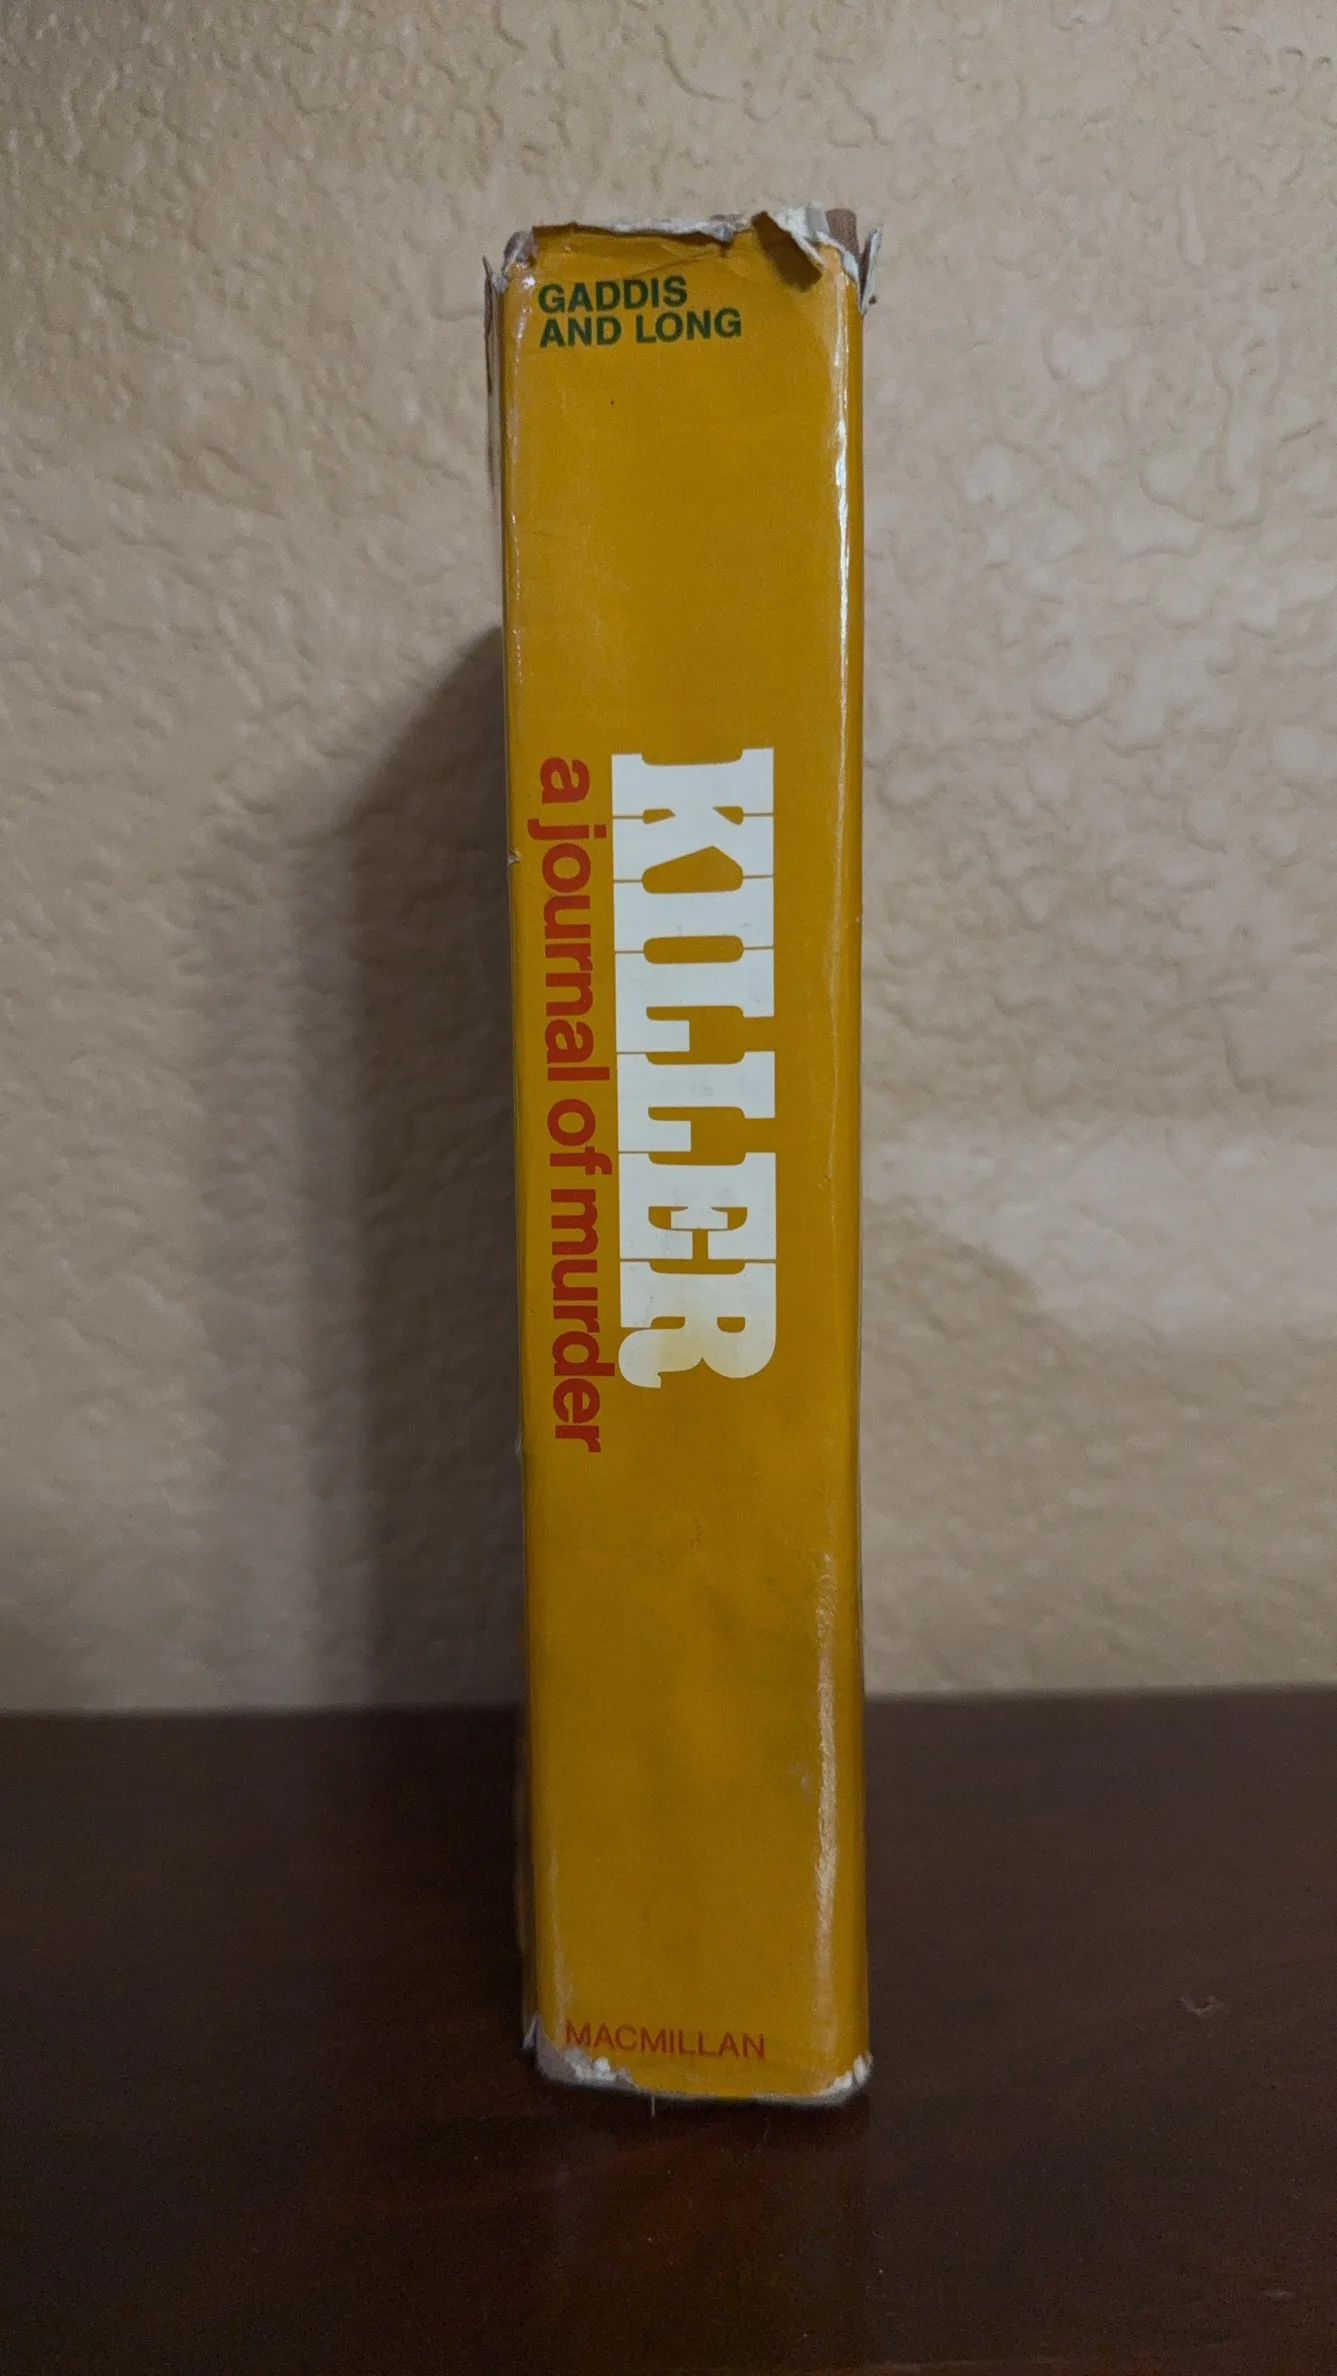 GADDIS
AND LONG
KILLER
a journal of murder
MACMILLAN